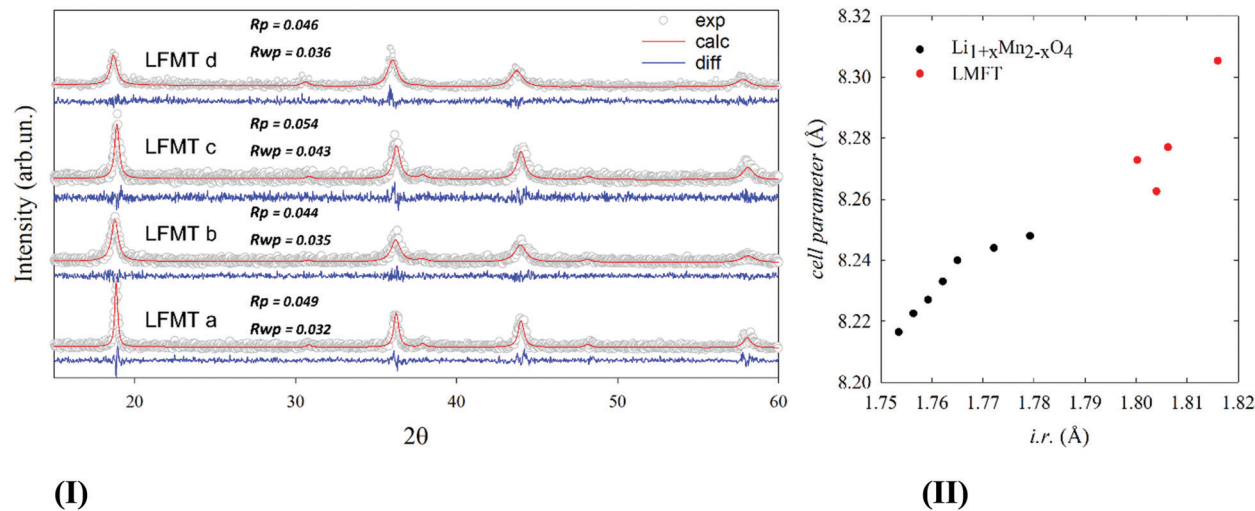 Rp = 0.046
Rwp = 0.036
LFMT d
exp
calc
diff
Rp = 0.054
Rwp = 0.043
LFMT c
Rp = 0.044
Rwp = 0.035
LFMT b
Rp = 0.049
Rwp = 0.032
LFMT a
Intensity (arb.un.)
20 30 40 50 60
2θ
(I)
8.32
8.30
8.28
8.26
8.24
8.22
8.20
cell parameter (Å)
Li1+xMn2-xO4
LMFT
1.75 1.76 1.77 1.78 1.79 1.80 1.81 1.82
i.r. (Å)
(II)